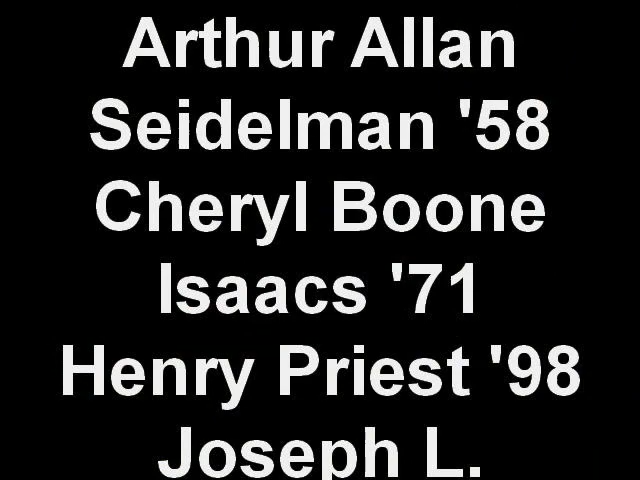 Arthur Allan
Seidelman '58
Cheryl Boone
Isaacs '71
Henry Priest '98
Joseph L.